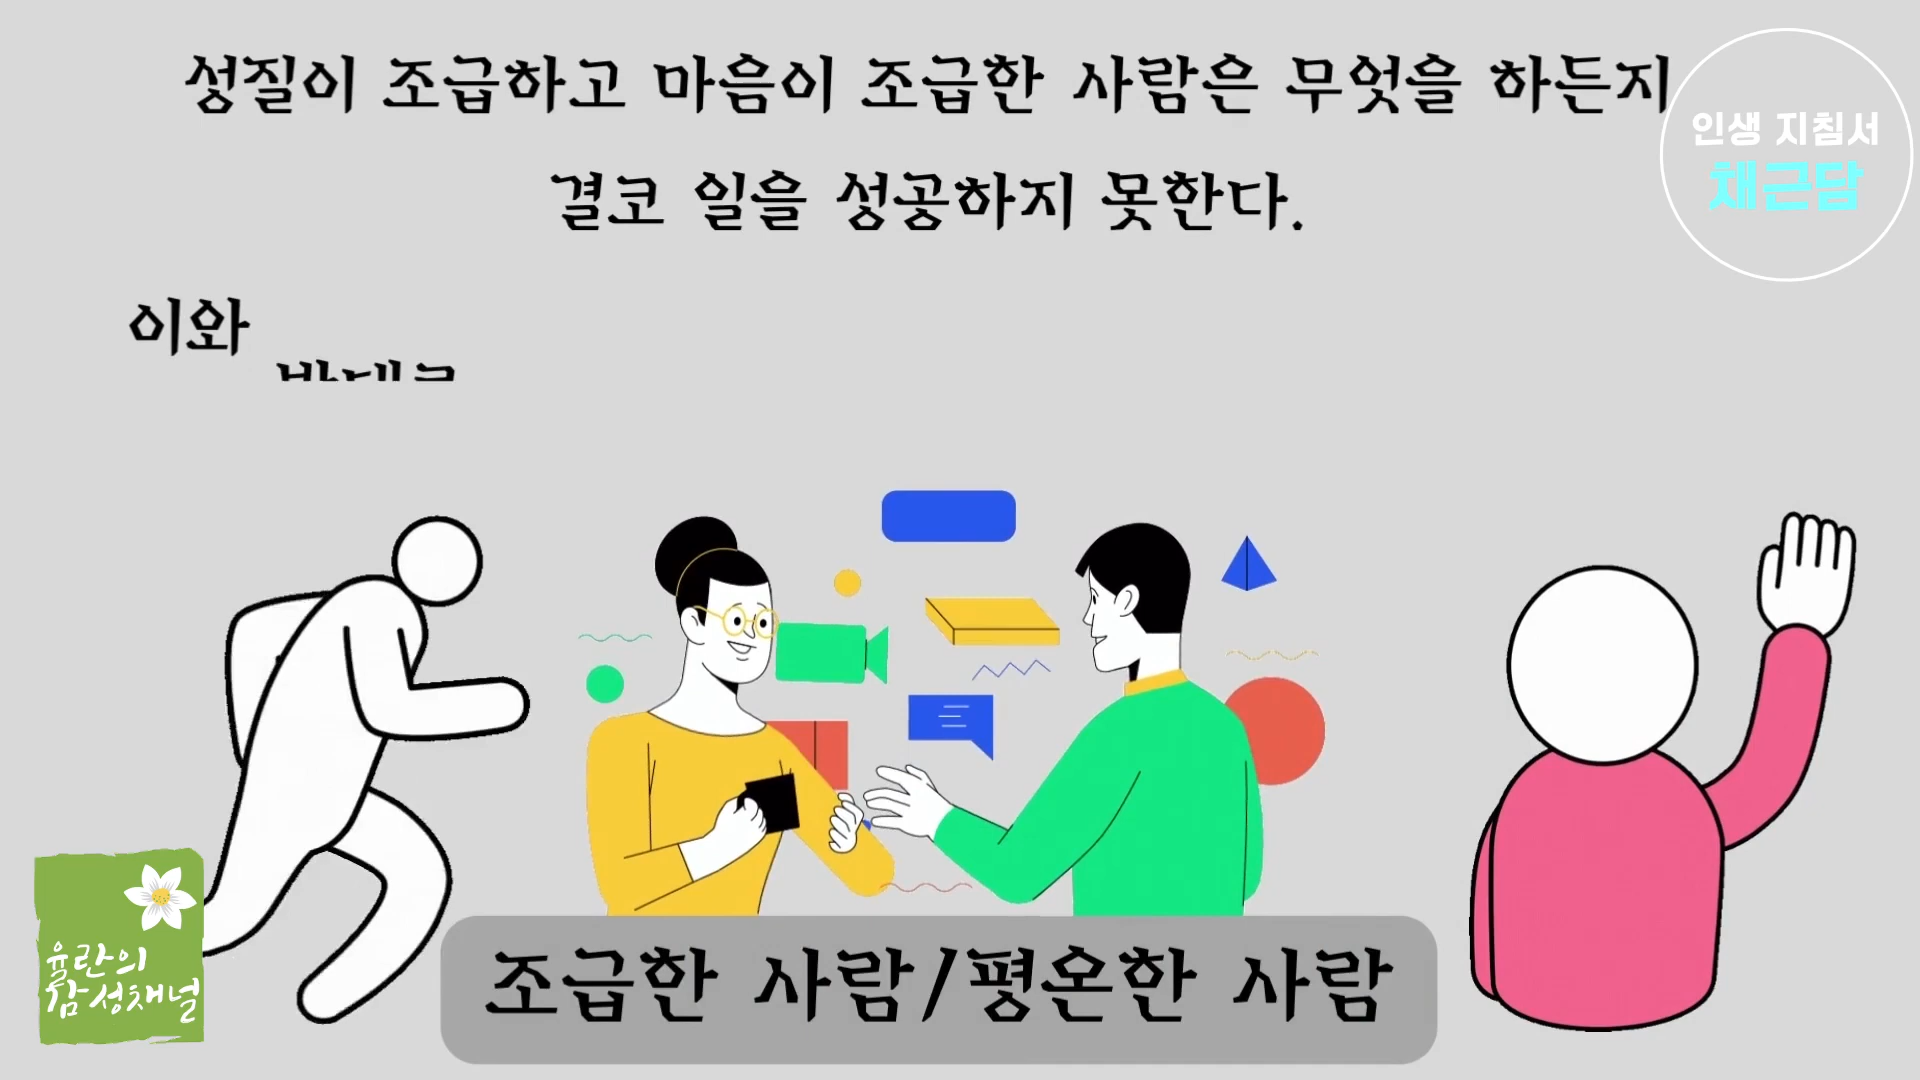 성질이 조급하고 마음이 조급한 사람은 무엇을 하든지
결코 일을 성공하지 못한다.
이와
인생 지침서
채근담
조급한 사람/평온한 사람
율란의
감성채널